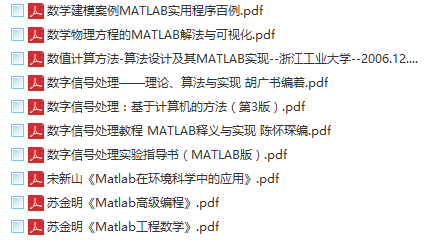 数学建模案例MATLAB实用程序百例.pdf
数学物理方程的MATLAB解法与可视化.pdf
数值计算方法-算法设计及其MATLAB实现--浙江工业大学--2006.12....
数字信号处理——理论、算法与实现 胡广书编着.pdf
数字信号处理：基于计算机的方法（第3版）.pdf
数字信号处理教程 MATLAB释义与实现 陈怀琛编.pdf
数字信号处理实验指导书（MATLAB版）.pdf
宋新山《Matlab在环境科学中的应用》.pdf
苏金明《Matlab高级编程》.pdf
苏金明《Matlab工程数学》.pdf